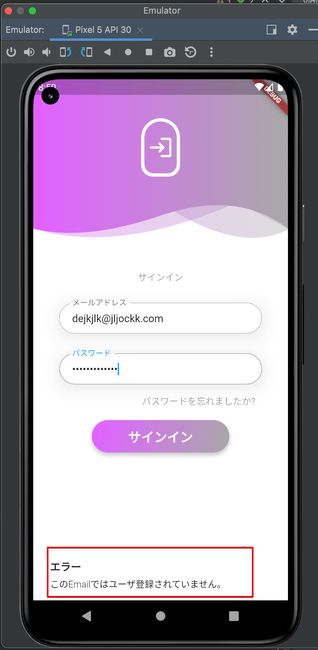 Emulator
Emulator:
Pixel 5 API 30
8:50
DEBUG
サインイン
メールアドレス
dejkjlk@jljockk.com
パスワード
•••••••••••••
パスワードを忘れましたか?
サインイン
エラー
このEmailではユーザ登録されていません。